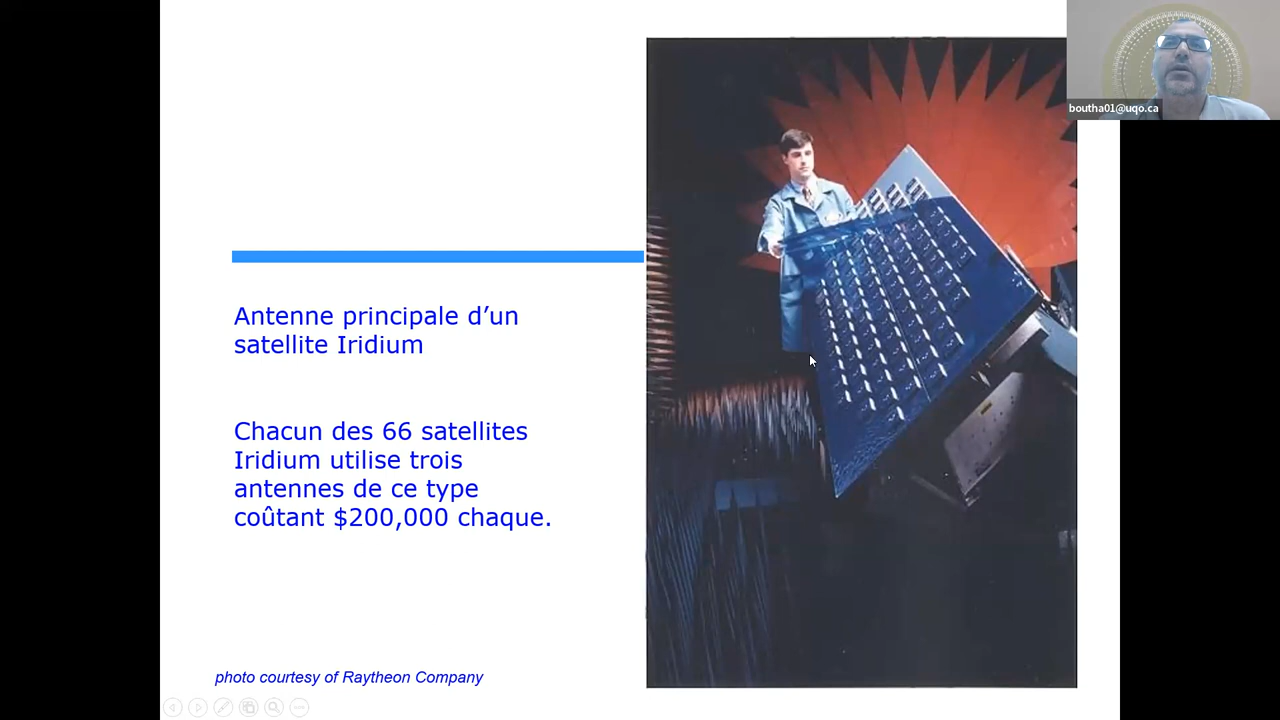 boutha01@uqo.ca
Antenne principale d’un
satellite Iridium
Chacun des 66 satellites
Iridium utilise trois
antennes de ce type
coûtant $200,000 chaque.
photo courtesy of Raytheon Company